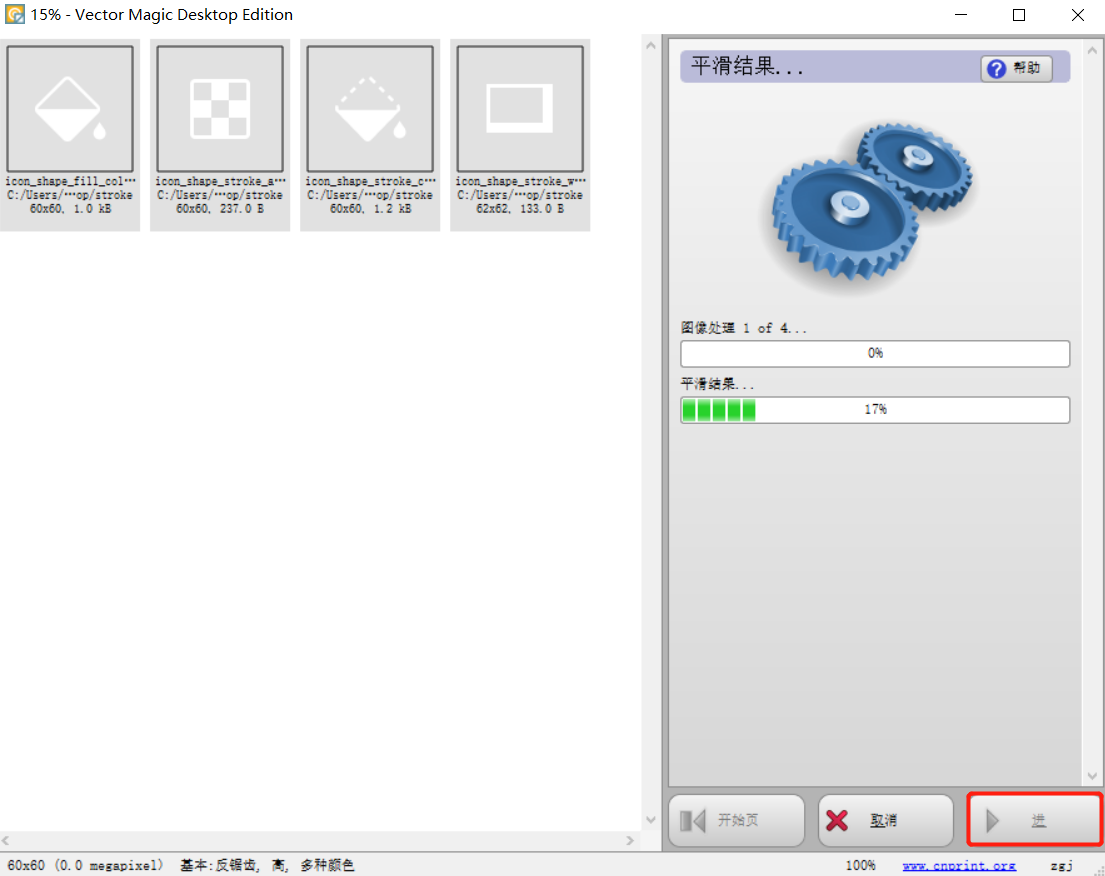 15% - Vector Magic Desktop Edition
icon_shape_fill_col···
C:/Users/···op/stroke
60x60, 1.0 kB
icon_shape_stroke_a···
C:/Users/···op/stroke
60x60, 237.0 B
icon_shape_stroke_c···
C:/Users/···op/stroke
60x60, 1.2 kB
icon_shape_stroke_w···
C:/Users/···op/stroke
62x62, 133.0 B
平滑结果...
帮助
图像处理 1 of 4...
0%
平滑结果...
17%
开始页
取消
进
60x60 (0.0 megapixel) 基本:反锯齿, 高, 多种颜色
100% www.cnprint.org zgj